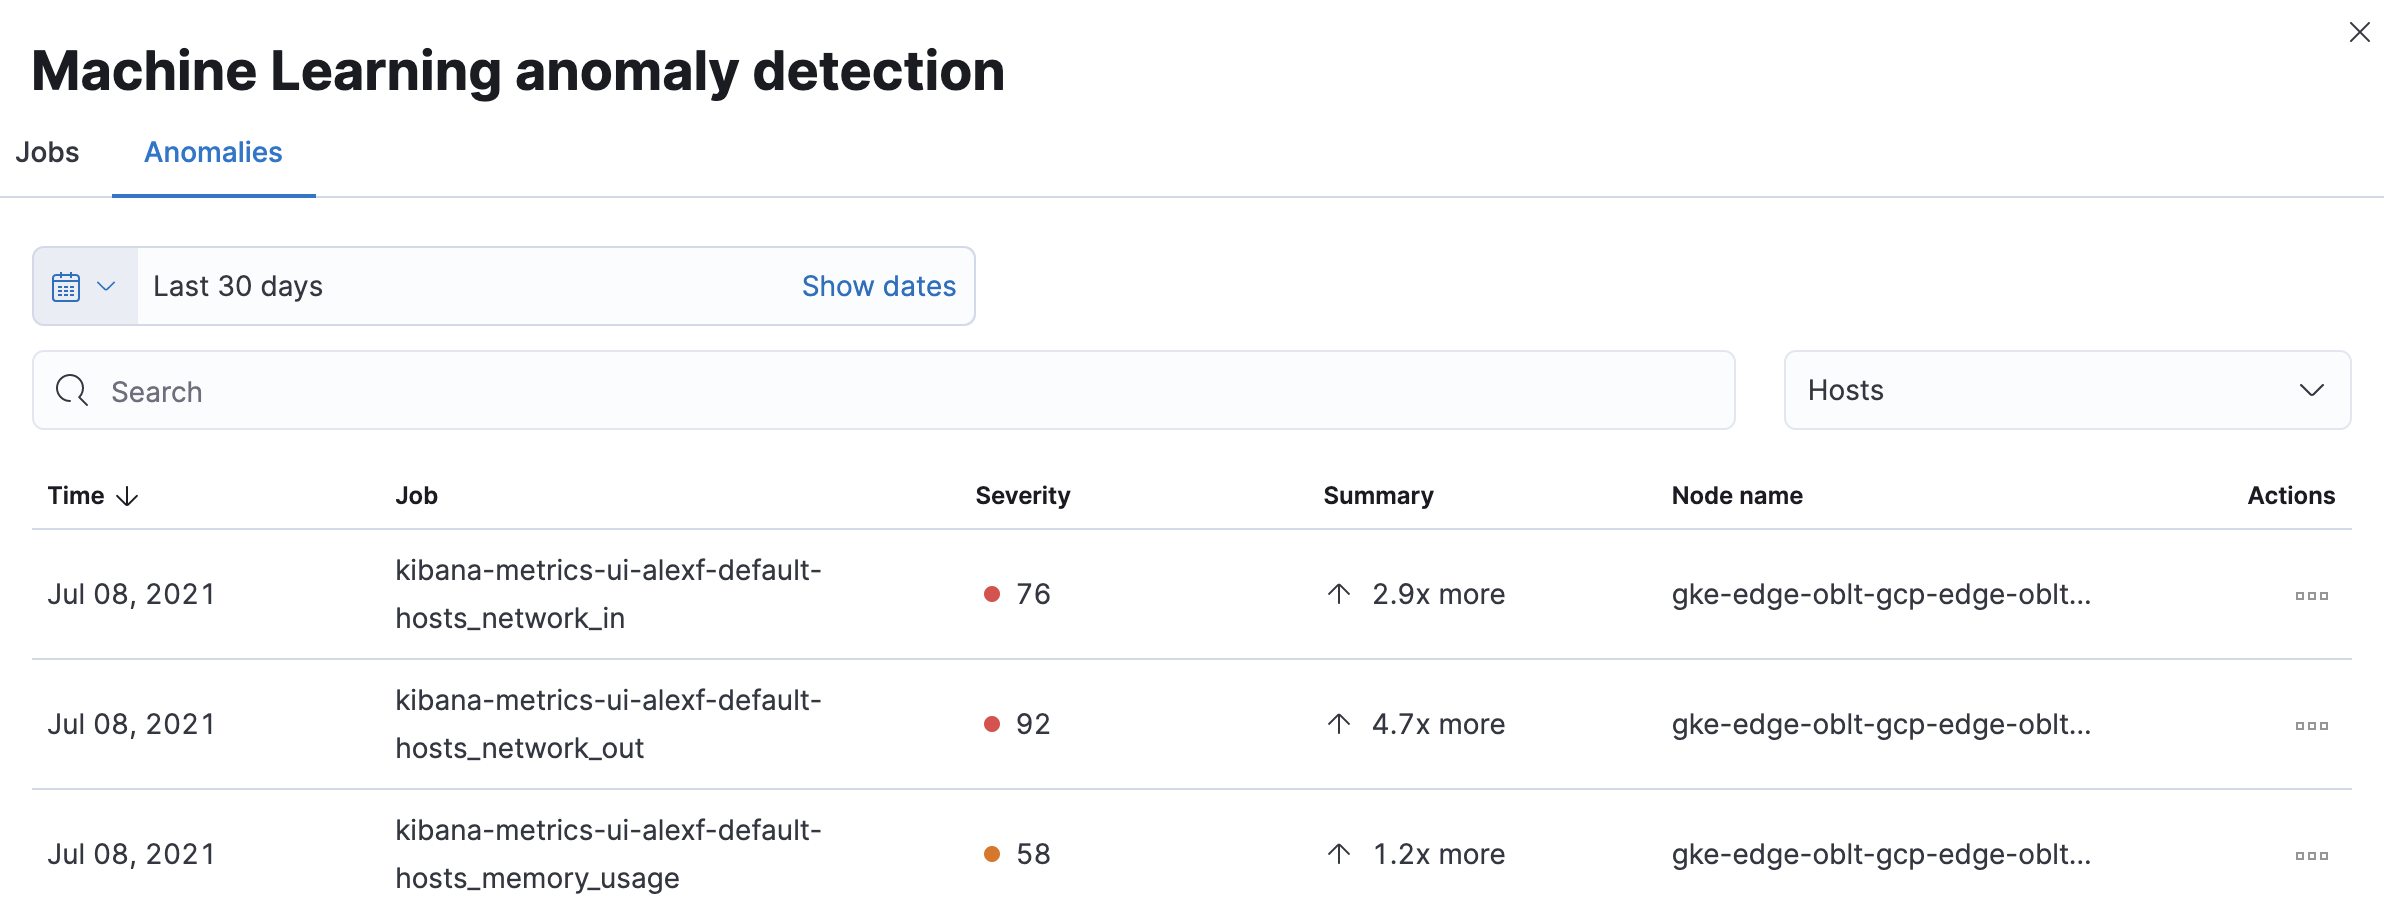 Machine Learning anomaly detection
Jobs Anomalies
Last 30 days Show dates
Search Hosts
Time Job Severity Summary Node name Actions
Jul 08, 2021 kibana-metrics-ui-alexf-default- 76 2.9x more gke-edge-oblt-gcp-edge-oblt...
hosts_network_in
Jul 08, 2021 kibana-metrics-ui-alexf-default- 92 4.7x more gke-edge-oblt-gcp-edge-oblt...
hosts_network_out
Jul 08, 2021 kibana-metrics-ui-alexf-default- 58 1.2x more gke-edge-oblt-gcp-edge-oblt...
hosts_memory_usage